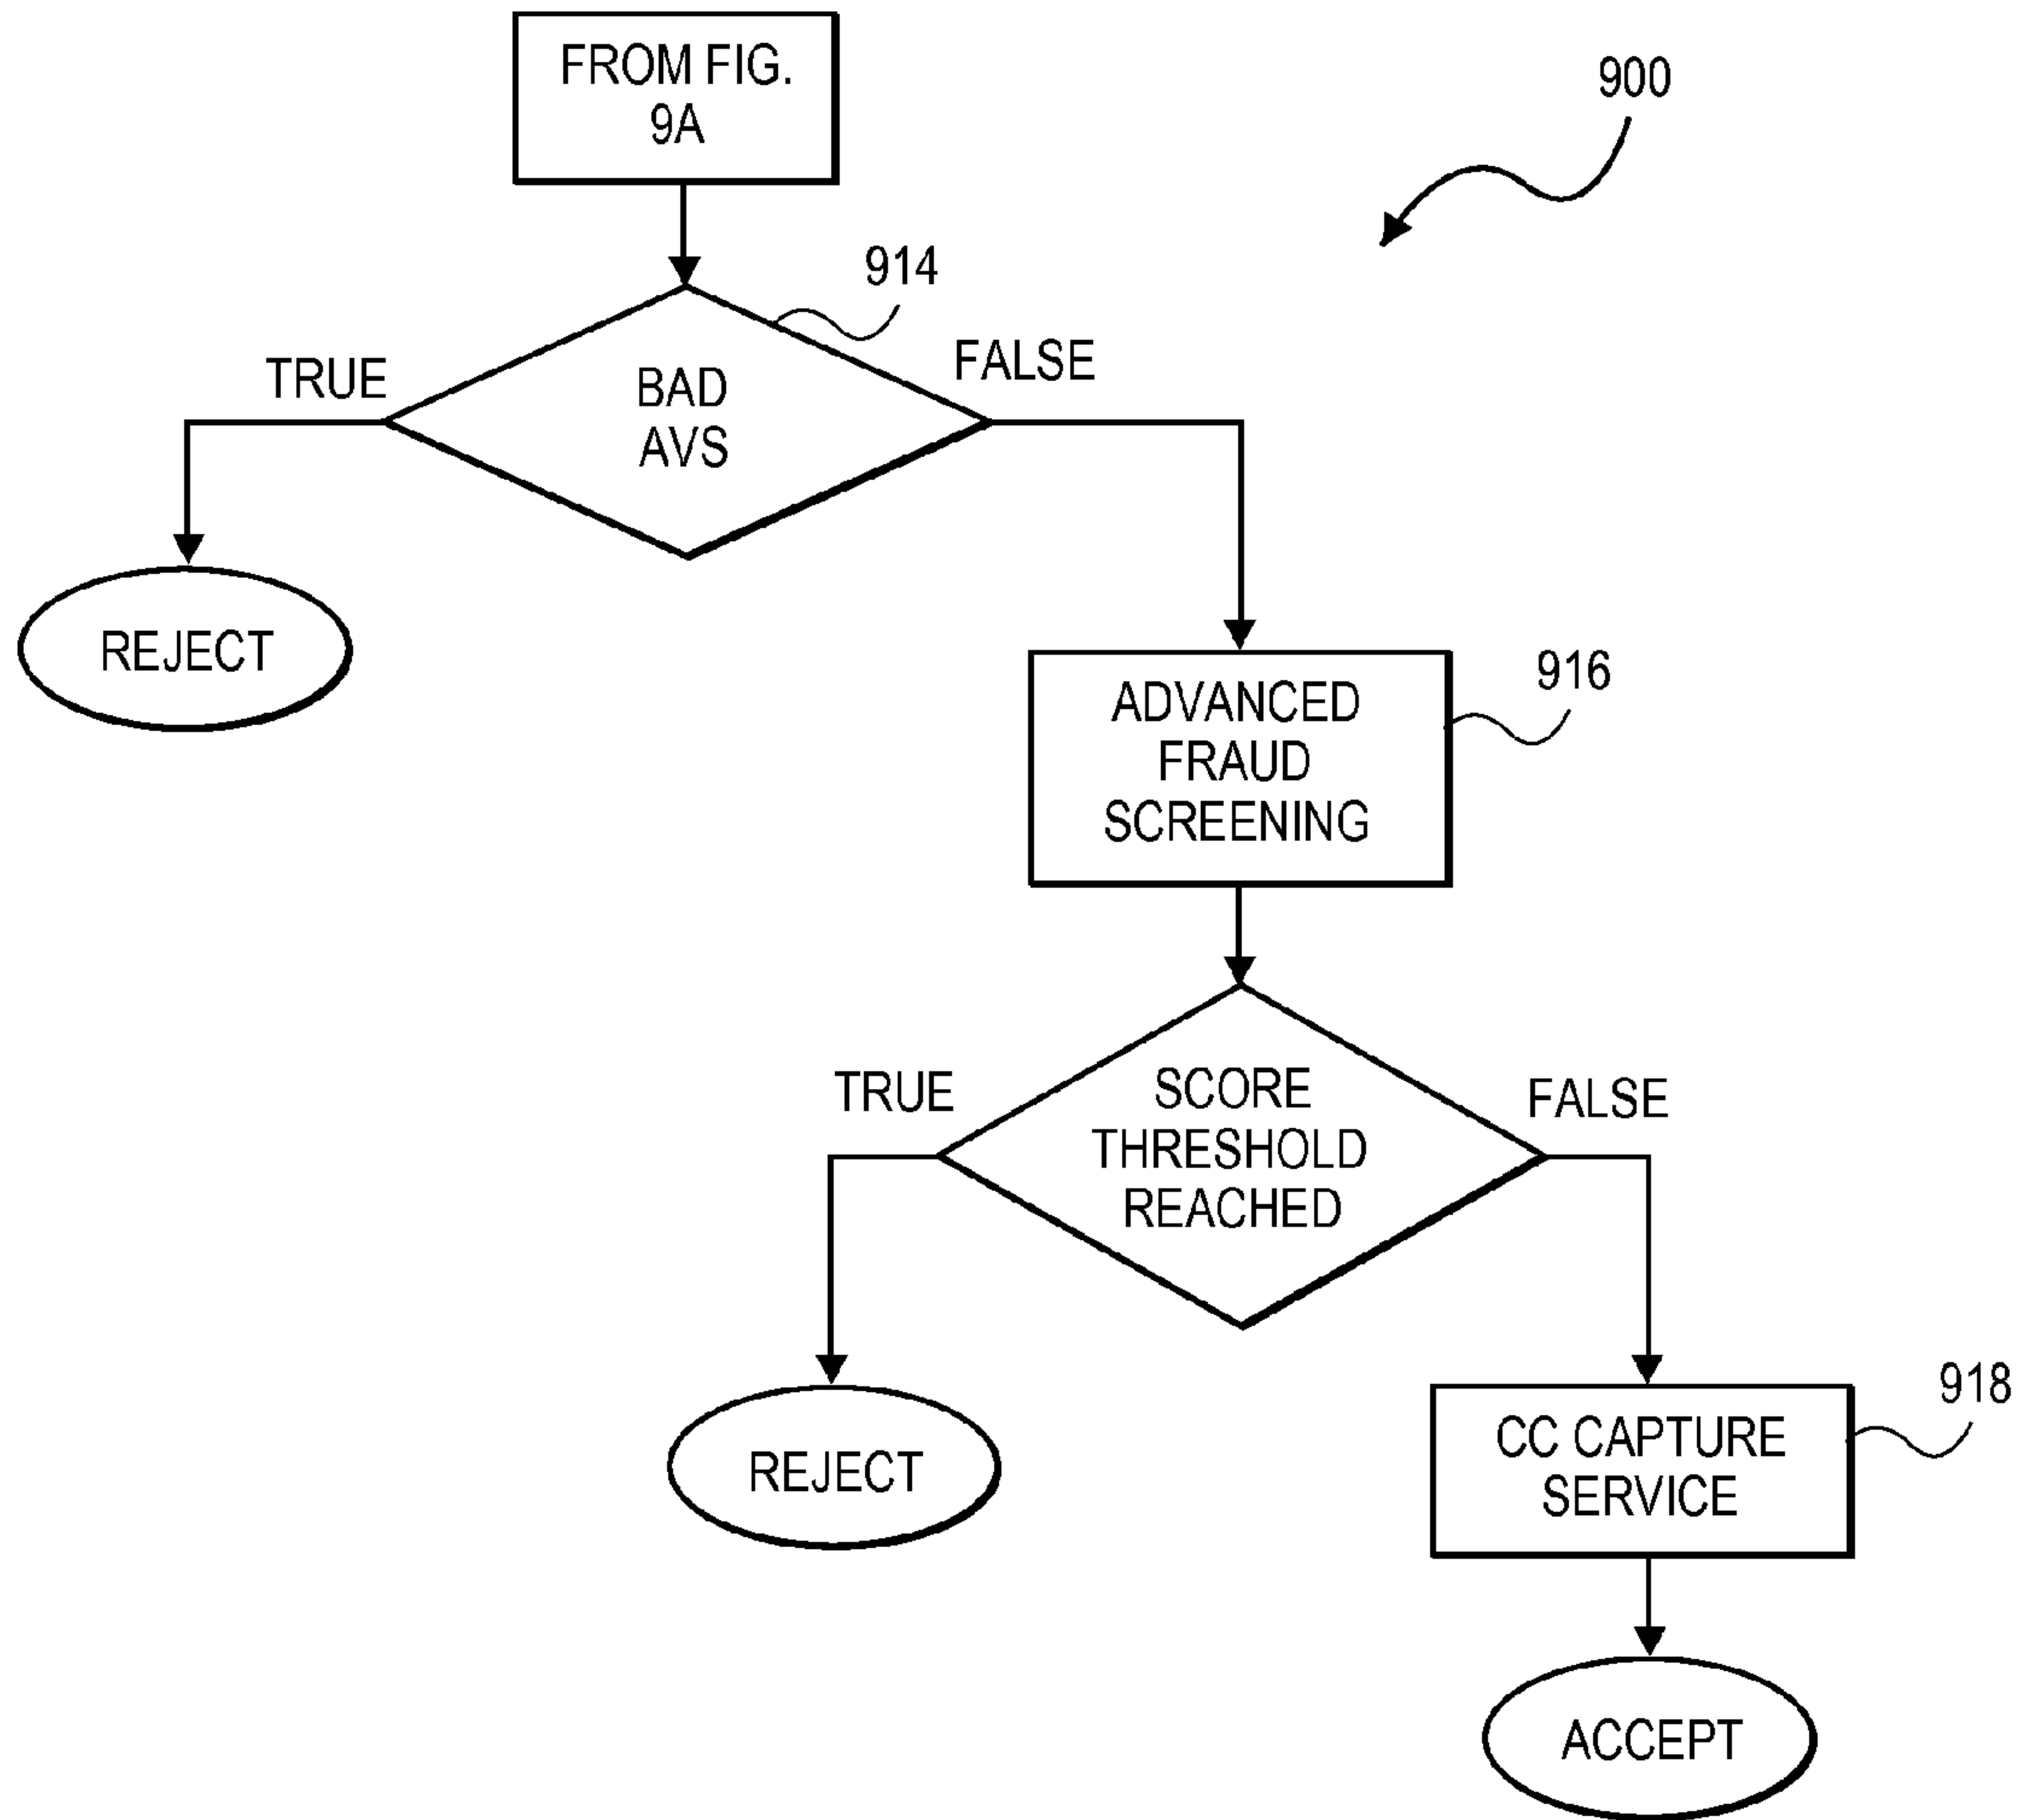 FROM FIG.
9A
900
914
TRUE
FALSE
BAD
AVS
REJECT
ADVANCED
FRAUD
SCREENING
916
TRUE
FALSE
SCORE
THRESHOLD
REACHED
REJECT
CC CAPTURE
SERVICE
918
ACCEPT